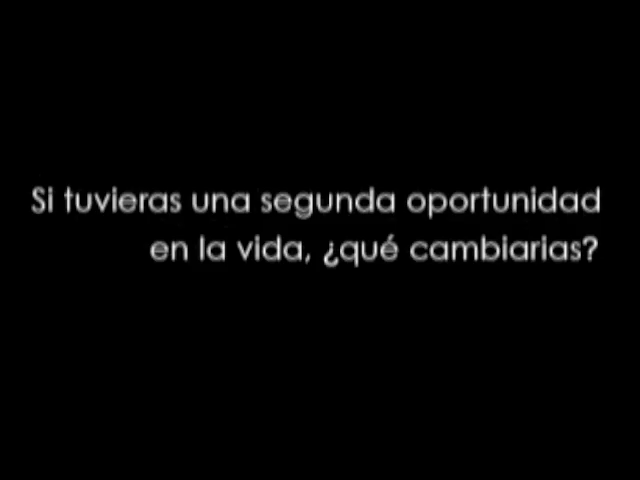 Si tuvieras una segunda oportunidad
en la vida, ¿qué cambiarias?